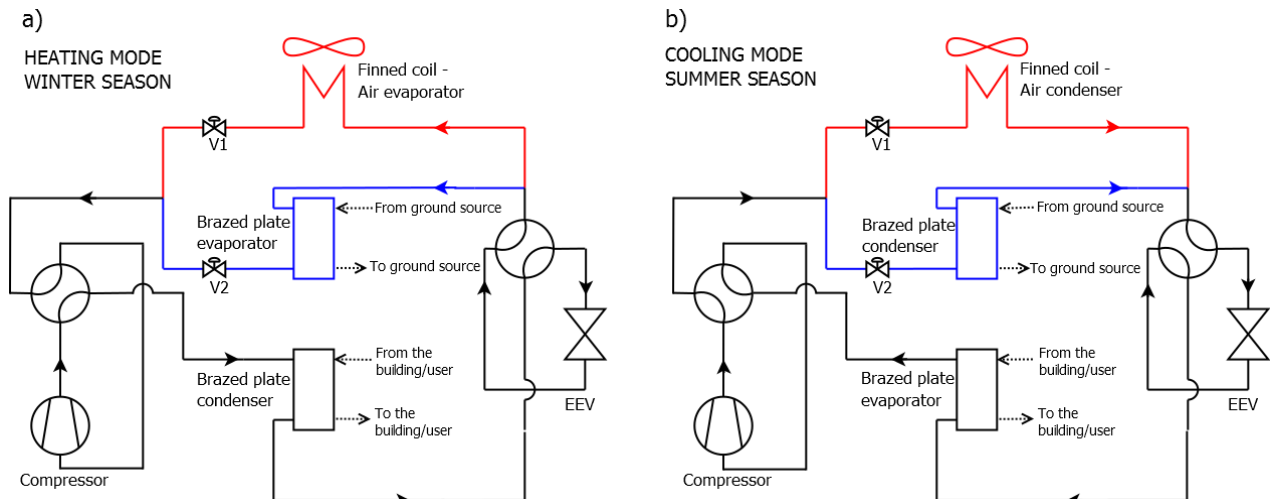 a)
HEATING MODE
WINTER SEASON
Finned coil -
Air evaporator
V1
Brazed plate
evaporator
From ground source
To ground source
V2
Brazed plate
condenser
From the
building/user
To the
building/user
EEV
Compressor
b)
COOLING MODE
SUMMER SEASON
Finned coil -
Air condenser
V1
Brazed plate
condenser
From ground source
To ground source
V2
Brazed plate
evaporator
From the
building/user
To the
building/user
EEV
Compressor